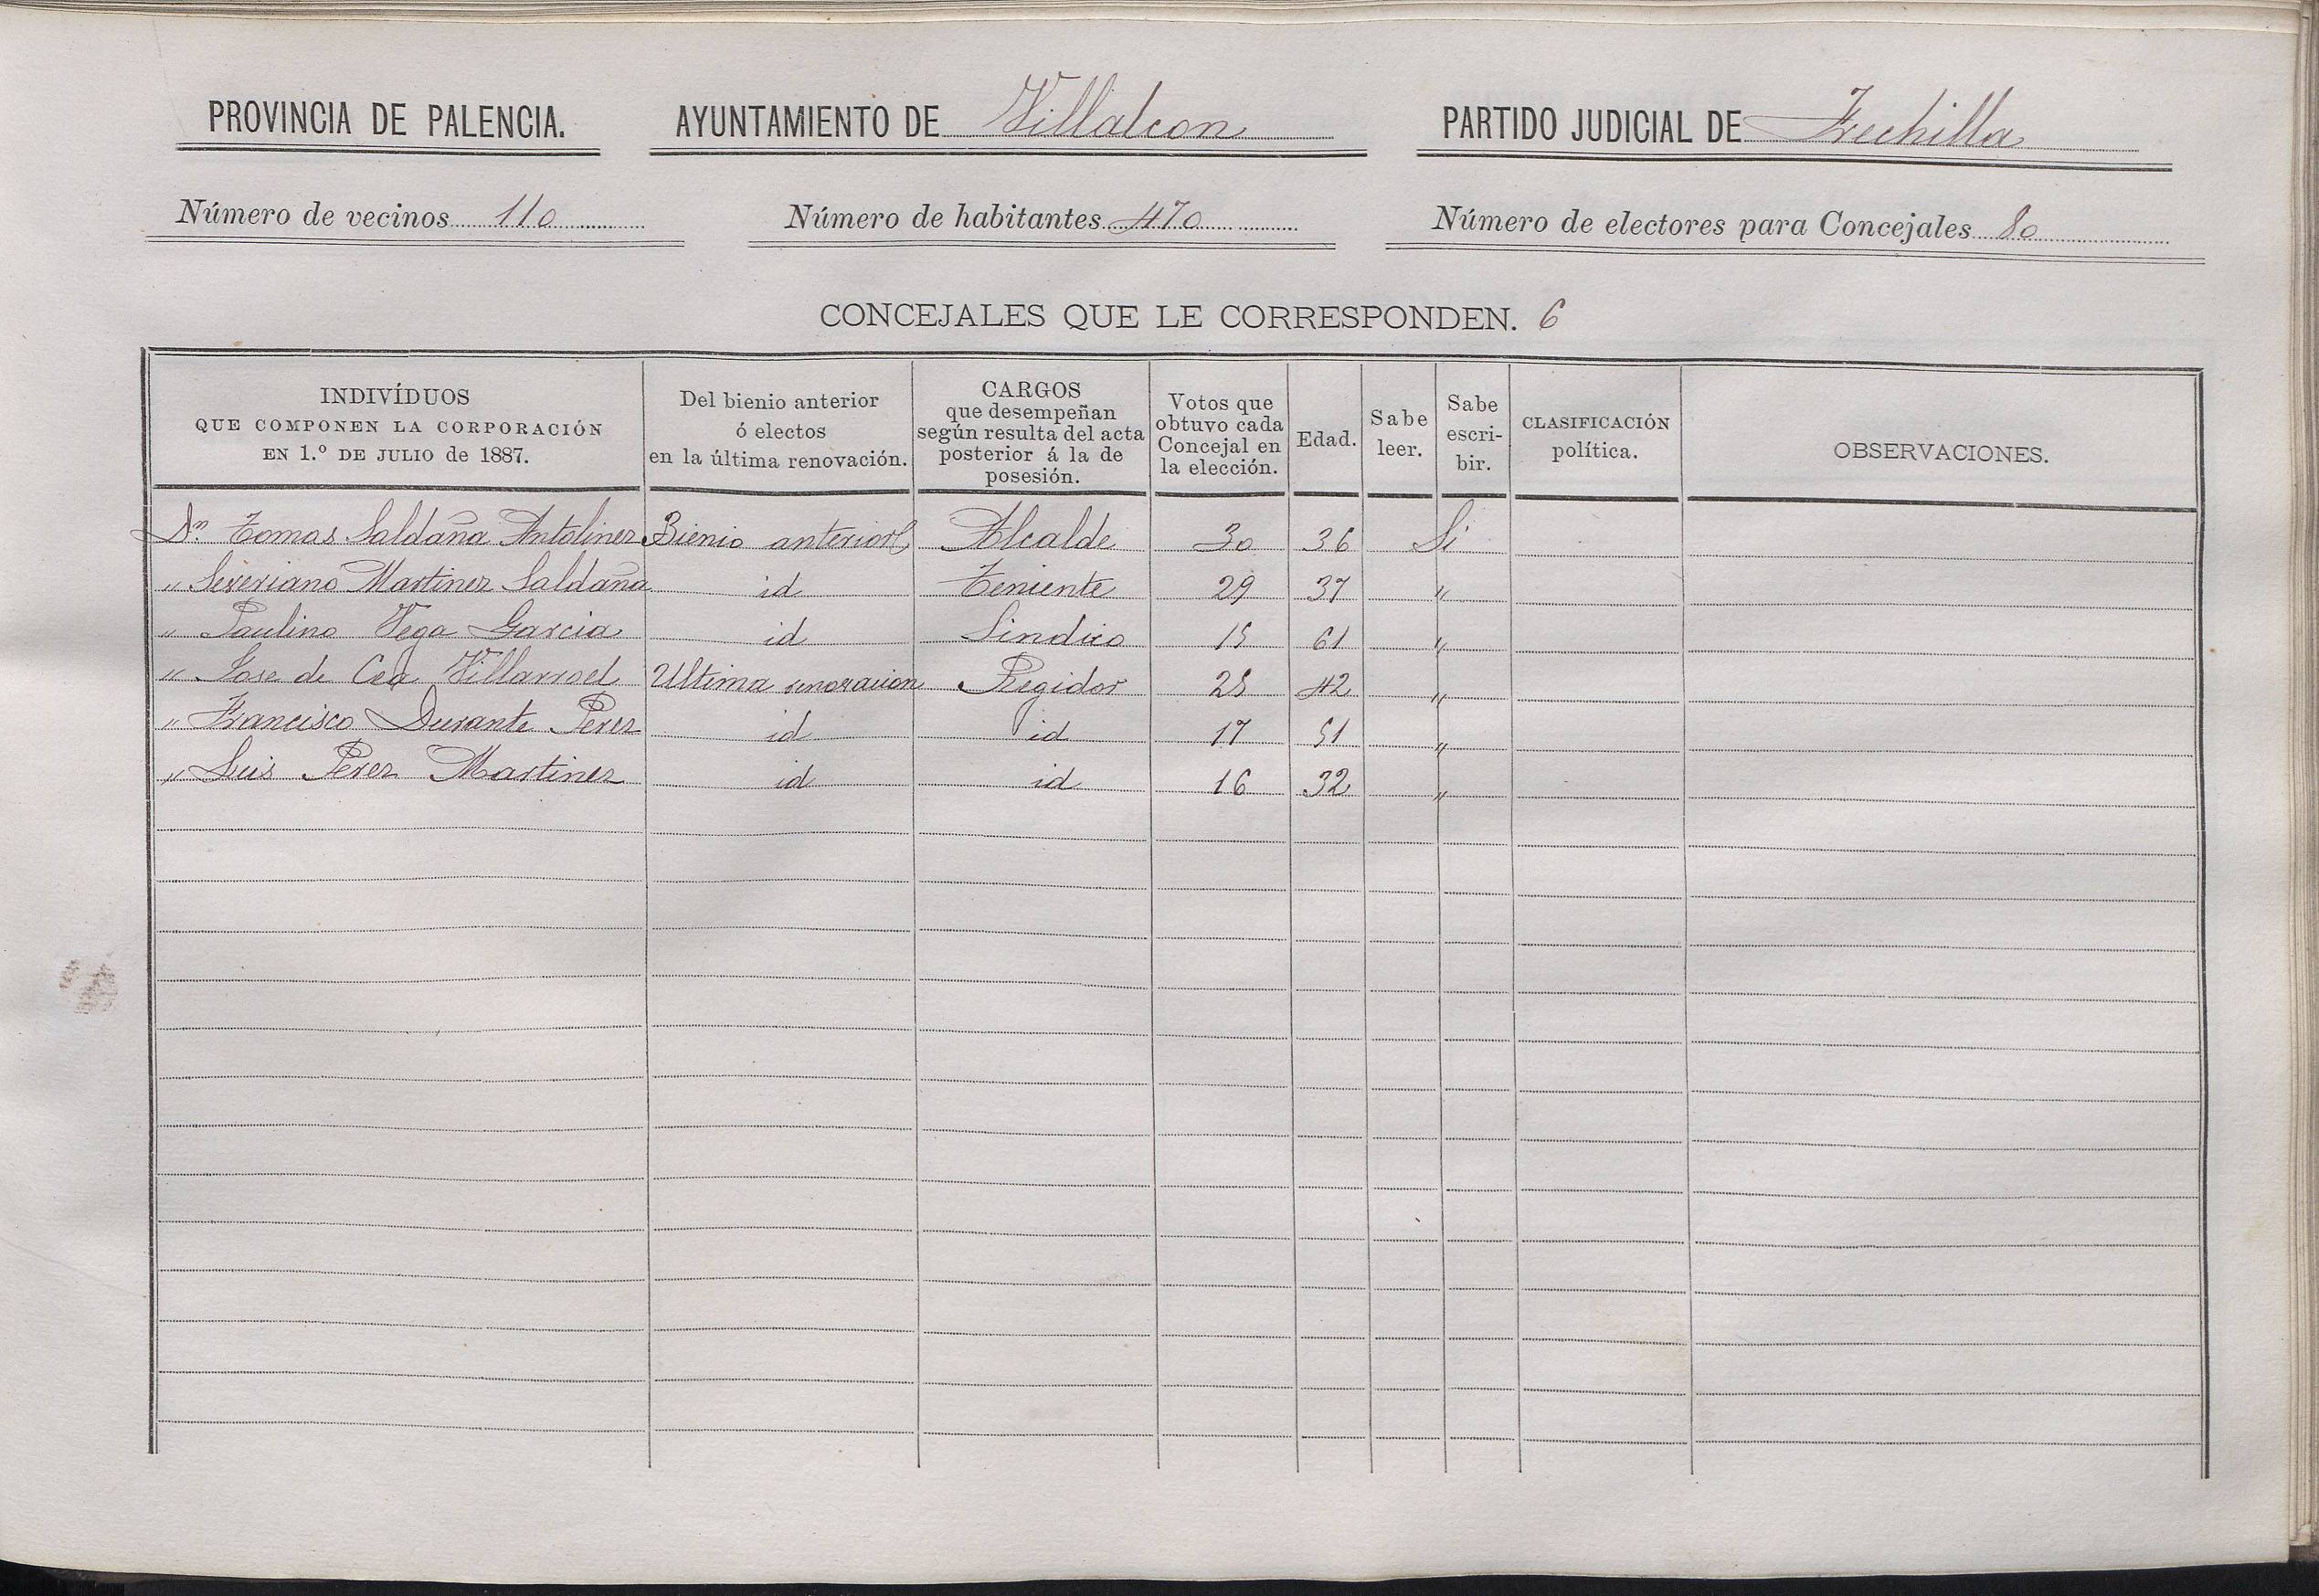 PROVINCIA DE PALENCIA. AYUNTAMIENTO DE Villalcon PARTIDO JUDICIAL DE Frechilla
Número de vecinos 110 Número de habitantes 470 Número de electores para Concejales 80
CONCEJALES QUE LE CORRESPONDEN. 6
INDIVÍDUOS
QUE COMPONEN LA CORPORACIÓN
EN 1.º DE JULIO de 1887.
Del bienio anterior
ó electos
en la última renovación.
CARGOS
que desempeñan
según resulta del acta
posterior á la de
posesión.
Votos que
obtuvo cada
Concejal en
la elección.
Edad.
Sabe
leer.
Sabe
escri-
bir.
CLASIFICACIÓN
política.
OBSERVACIONES.
Dn Tomas Saldaña Antolinez Bienio anterior Alcalde 30 36 Si
" Severiano Martinez Saldaña id Teniente 29 37 "
" Paulino Vega Garcia id Sindico 15 61 "
" Jose de Cea Villarroel Ultima renovacion Regidor 25 42 "
" Francisco Durante Perez id id 17 51 "
" Luis Perez Martinez id id 16 32 "